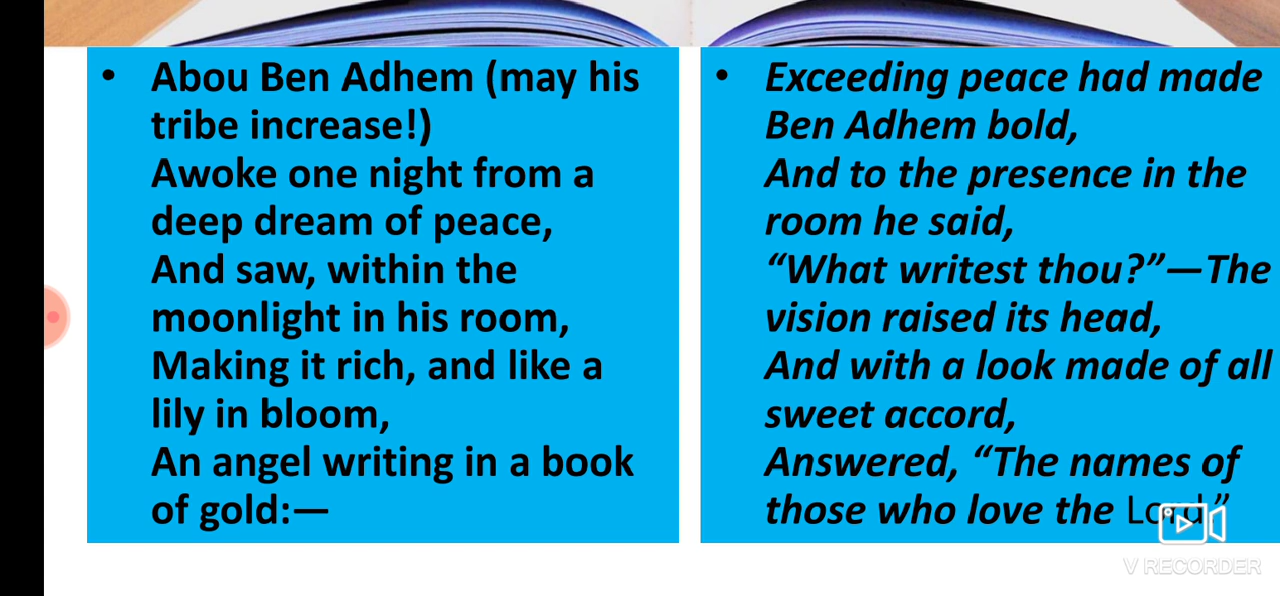 • Abou Ben Adhem (may his
tribe increase!)
Awoke one night from a
deep dream of peace,
And saw, within the
moonlight in his room,
Making it rich, and like a
lily in bloom,
An angel writing in a book
of gold:—
• Exceeding peace had made
Ben Adhem bold,
And to the presence in the
room he said,
“What writest thou?”—The
vision raised its head,
And with a look made of all
sweet accord,
Answered, “The names of
those who love the Lord.”
V RECORDER